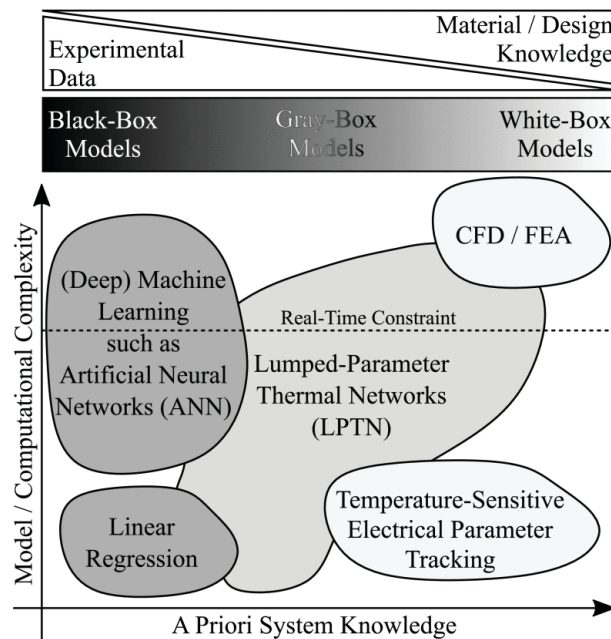 Experimental
Data
Material / Design
Knowledge
Black-Box
Models
Gray-Box
Models
White-Box
Models
Model / Computational Complexity
CFD / FEA
(Deep) Machine
Learning
such as
Artificial Neural
Networks (ANN)
Real-Time Constraint
Lumped-Parameter
Thermal Networks
(LPTN)
Linear
Regression
Temperature-Sensitive
Electrical Parameter
Tracking
A Priori System Knowledge